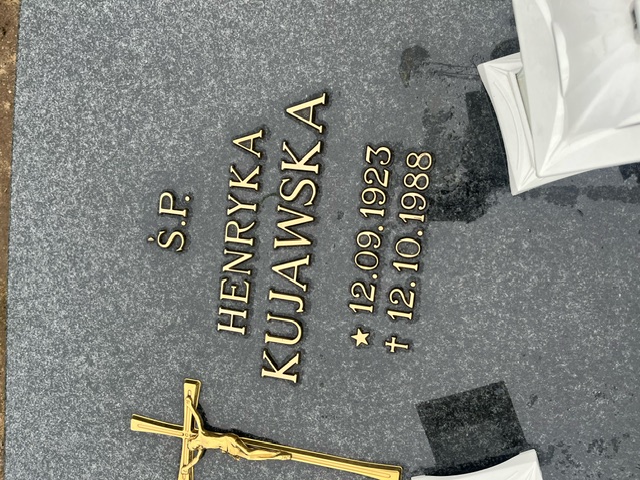 Ś.P.
HENRYKA
KUJAWSKA
★ 12.09.1923
✝ 12.10.1988